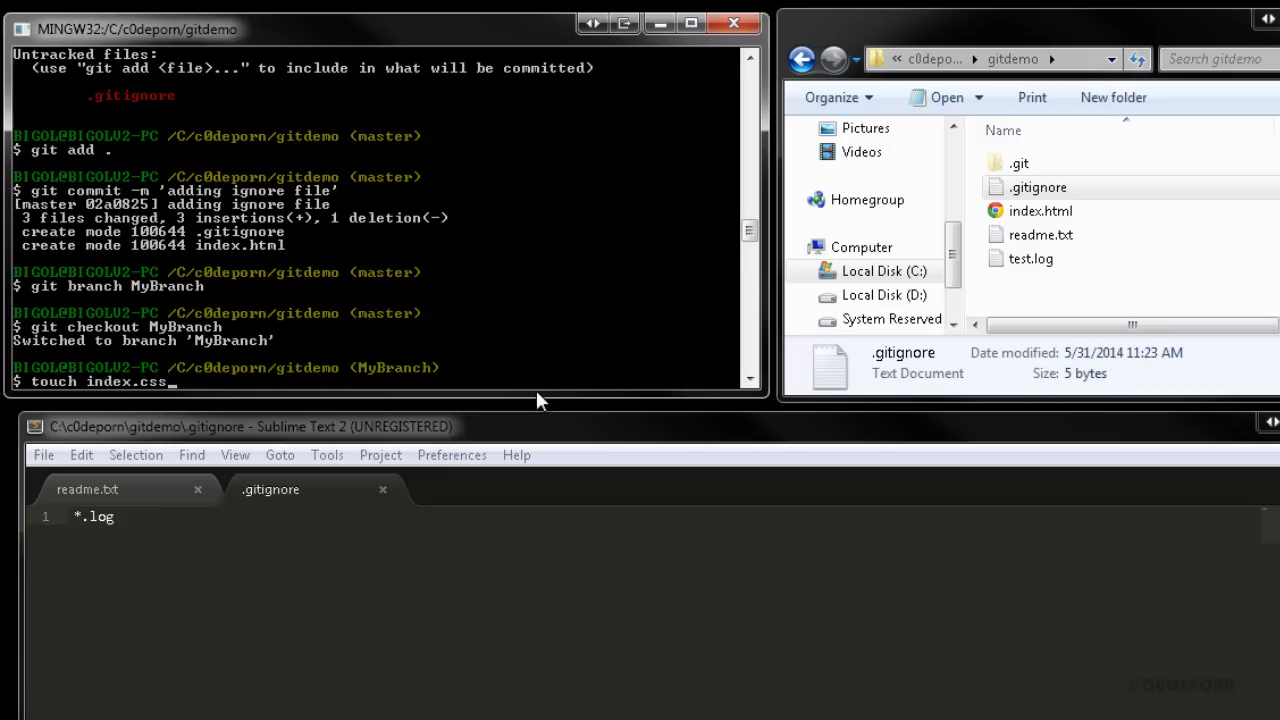 MINGW32:/C/c0deporn/gitdemo
Untracked files:
(use "git add <file>..." to include in what will be committed)
.gitignore
BIGOL@BIGOLV2-PC /C/c0deporn/gitdemo (master)
$ git add .
BIGOL@BIGOLV2-PC /C/c0deporn/gitdemo (master)
$ git commit -m 'adding ignore file'
[master 02a0825] adding ignore file
3 files changed, 3 insertions(+), 1 deletion(-)
create mode 100644 .gitignore
create mode 100644 index.html
BIGOL@BIGOLV2-PC /C/c0deporn/gitdemo (master)
$ git branch MyBranch
BIGOL@BIGOLV2-PC /C/c0deporn/gitdemo (master)
$ git checkout MyBranch
Switched to branch 'MyBranch'
BIGOL@BIGOLV2-PC /C/c0deporn/gitdemo (MyBranch)
$ touch index.css_
« c0depo... gitdemo
Search gitdemo
Organize Open Print New folder
Pictures
Videos
Homegroup
Computer
Local Disk (C:)
Local Disk (D:)
System Reserved
Name
.git
.gitignore
index.html
readme.txt
test.log
.gitignore Date modified: 5/31/2014 11:23 AM
Text Document Size: 5 bytes
C:\c0deporn\gitdemo\.gitignore - Sublime Text 2 (UNREGISTERED)
File Edit Selection Find View Goto Tools Project Preferences Help
readme.txt .gitignore
1 *.log
//C0DEP0RN